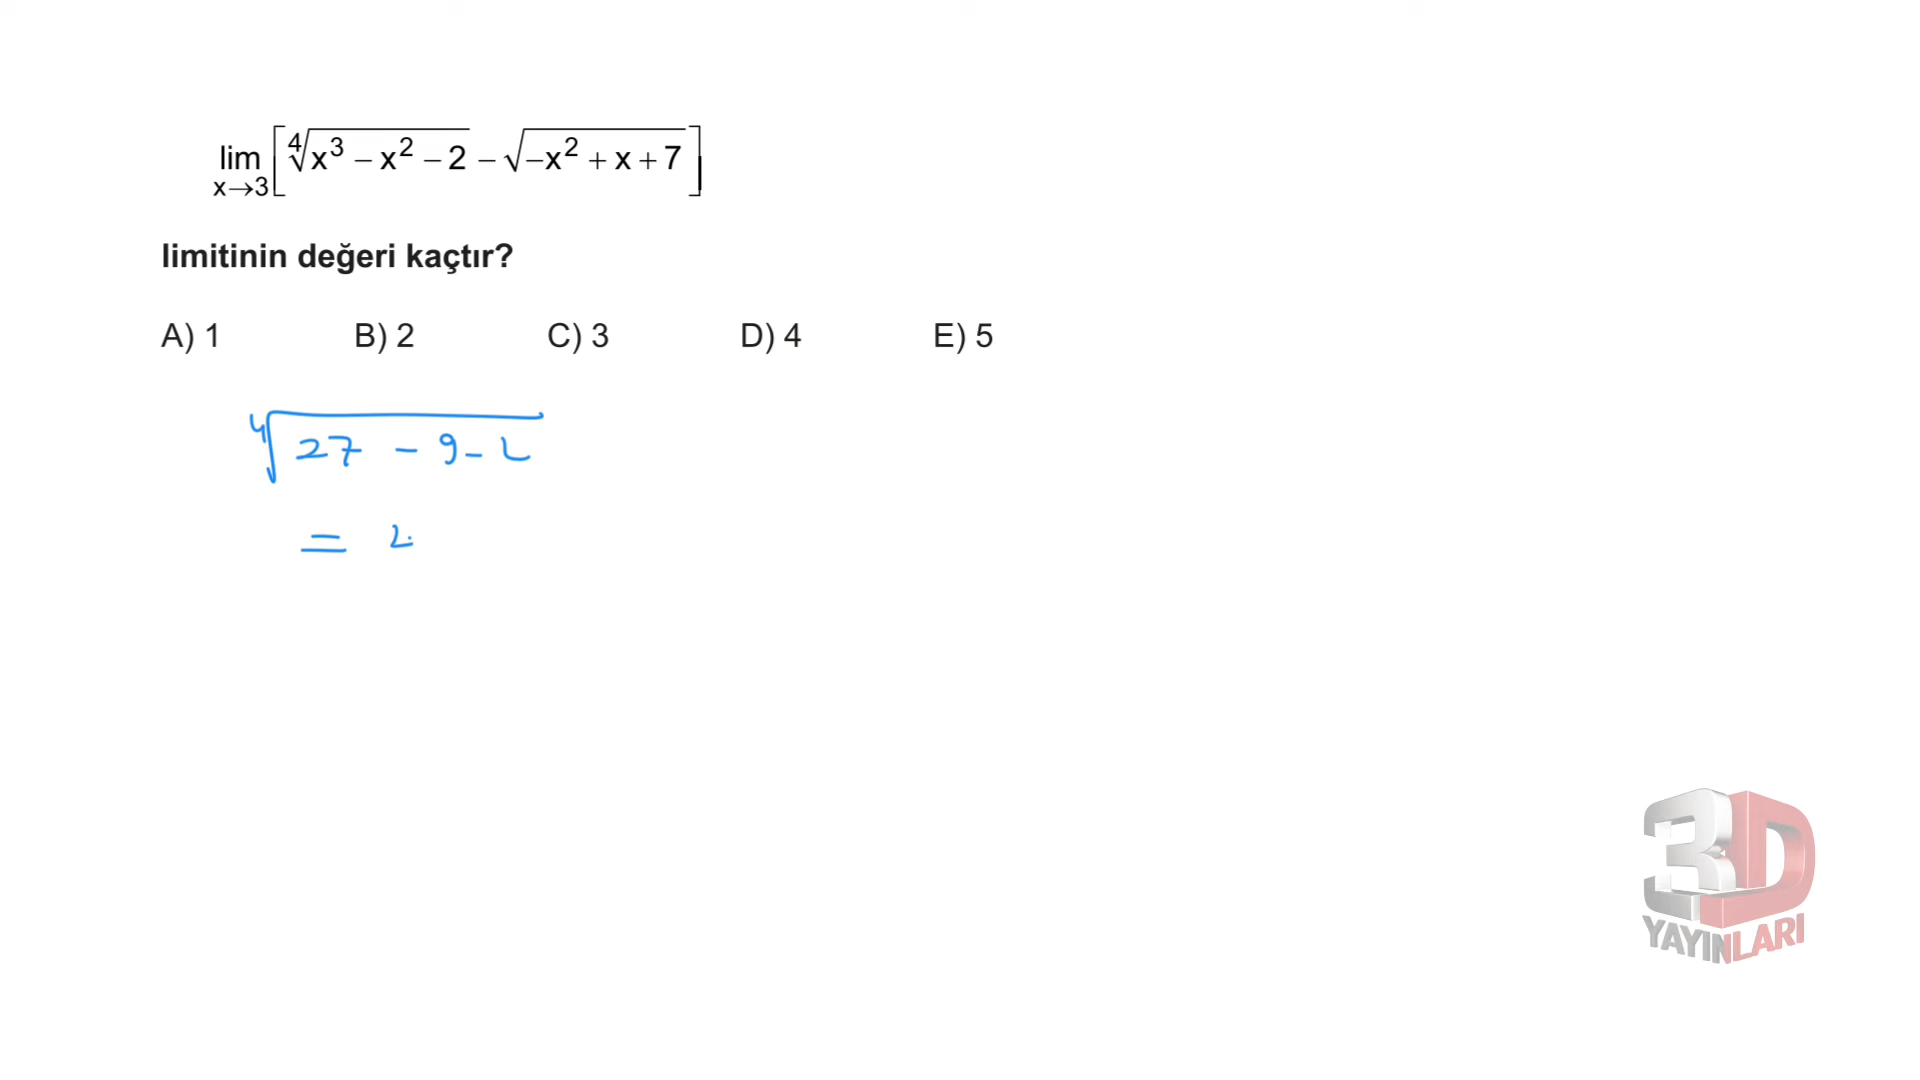 lim x→3 [ ⁴√(x³ − x² − 2) − √(−x² + x + 7) ]
limitinin değeri kaçtır?
A) 1 B) 2 C) 3 D) 4 E) 5
⁴√(27 - 9 - 2)
= 2
3D
YAYINLARI